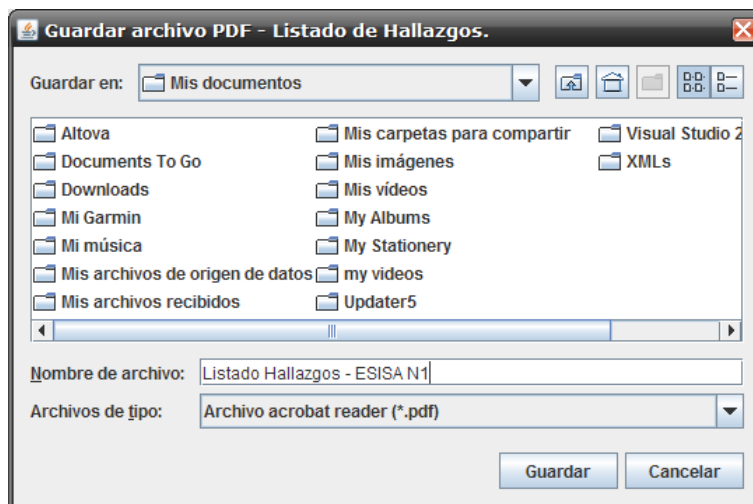 Guardar archivo PDF - Listado de Hallazgos.
Guardar en: Mis documentos
Altova Mis carpetas para compartir Visual Studio 2
Documents To Go Mis imágenes XMLs
Downloads Mis vídeos
Mi Garmin My Albums
Mi música My Stationery
Mis archivos de origen de datos my videos
Mis archivos recibidos Updater5
Nombre de archivo: Listado Hallazgos - ESISA N1
Archivos de tipo: Archivo acrobat reader (*.pdf)
Guardar Cancelar